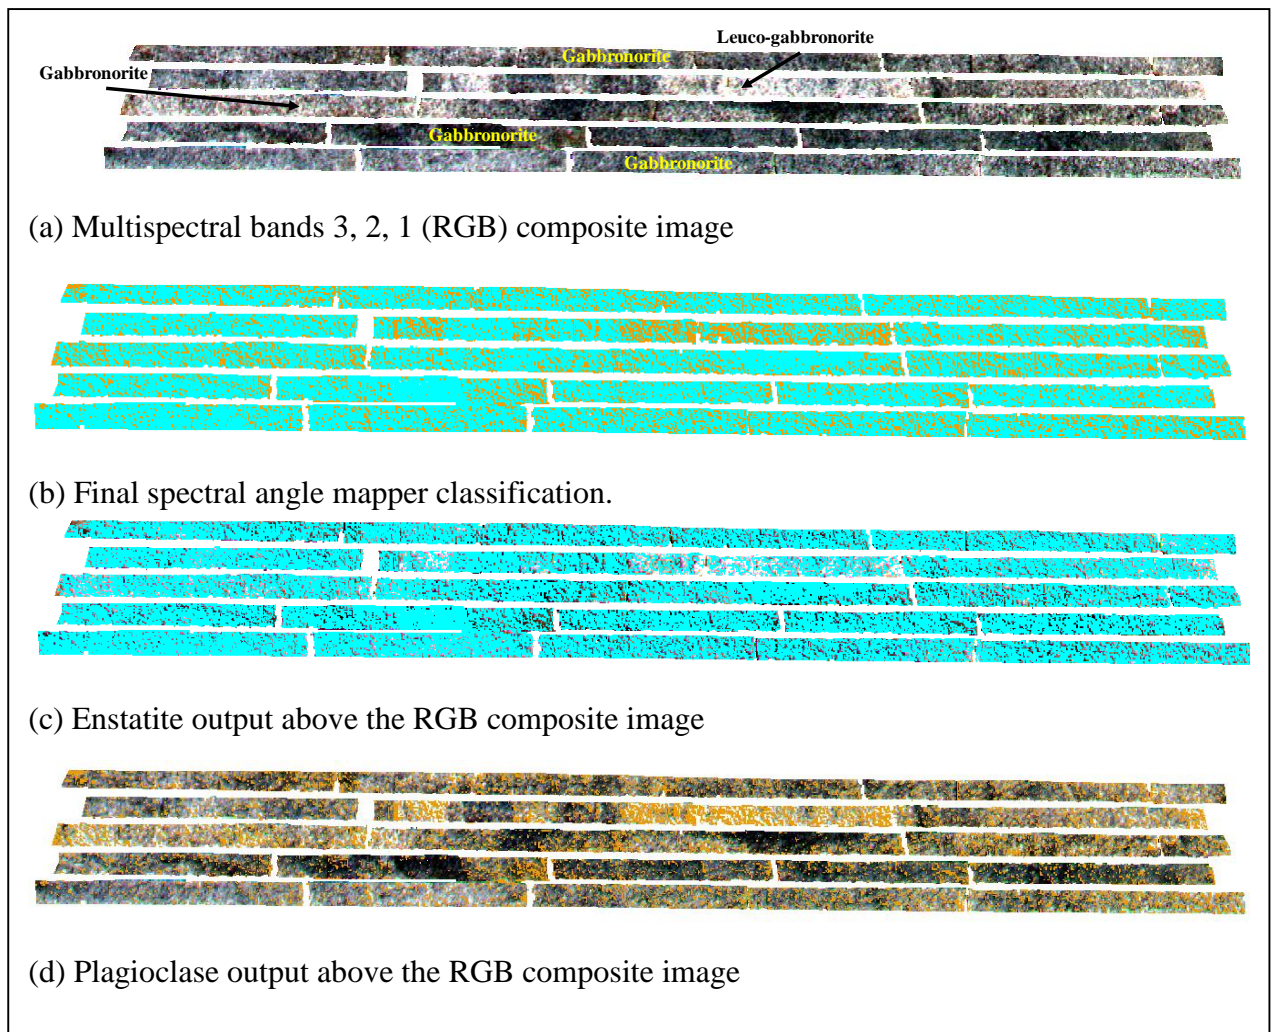 Leuco-gabbronorite
Gabbronorite
Gabbronorite
Gabbronorite
Gabbronorite
(a) Multispectral bands 3, 2, 1 (RGB) composite image
(b) Final spectral angle mapper classification.
(c) Enstatite output above the RGB composite image
(d) Plagioclase output above the RGB composite image